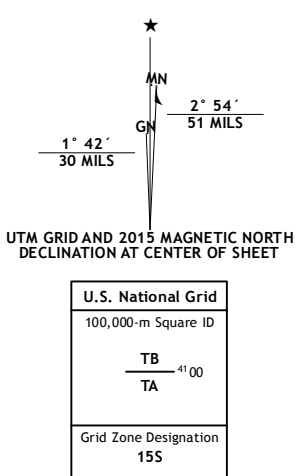 ★
MN
2° 54´
51 MILS
GN
1° 42´
30 MILS
UTM GRID AND 2015 MAGNETIC NORTH
DECLINATION AT CENTER OF SHEET
U.S. National Grid
100,000-m Square ID
TB
⁴¹00
TA
Grid Zone Designation
15S